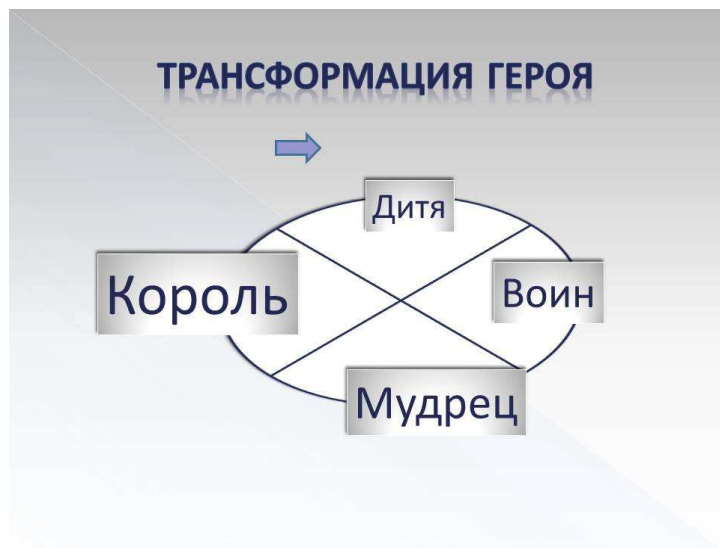 ТРАНСФОРМАЦИЯ ГЕРОЯ
Дитя
Король
Воин
Мудрец